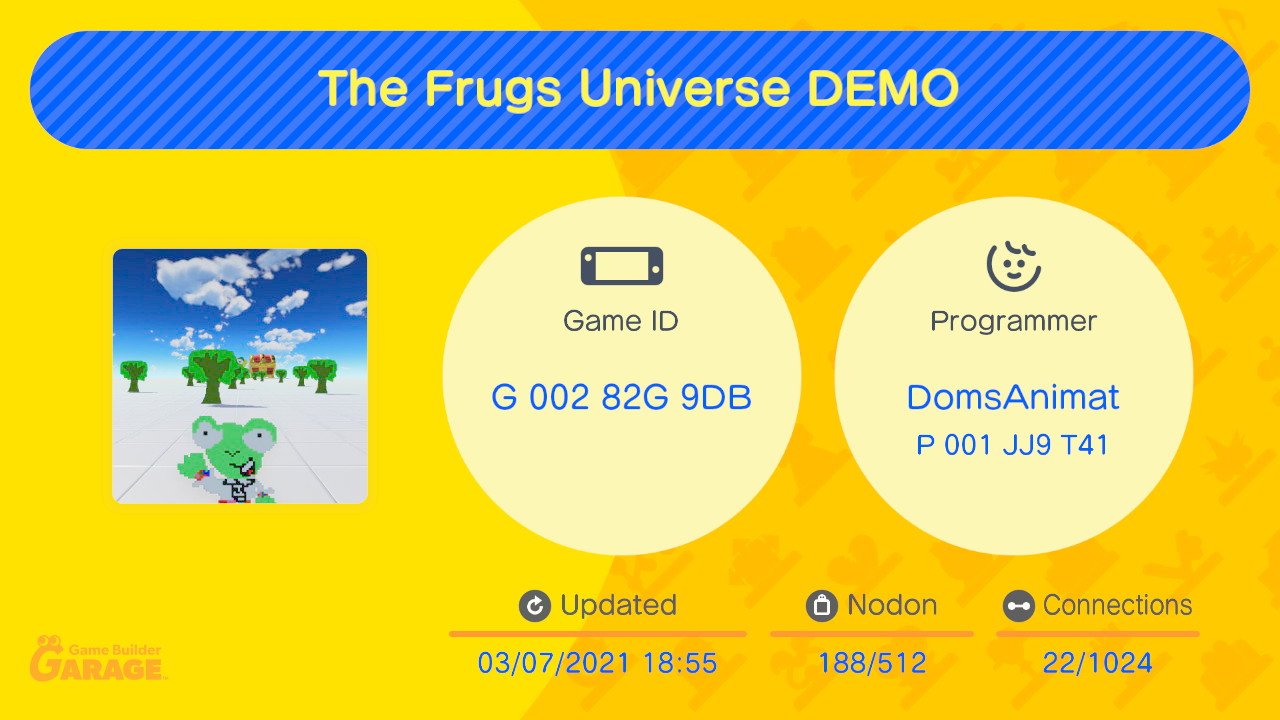 The Frugs Universe DEMO
Game ID
G 002 82G 9DB
Programmer
DomsAnimat
P 001 JJ9 T41
Updated
03/07/2021 18:55
Nodon
188/512
Connections
22/1024
Game Builder
GARAGE™